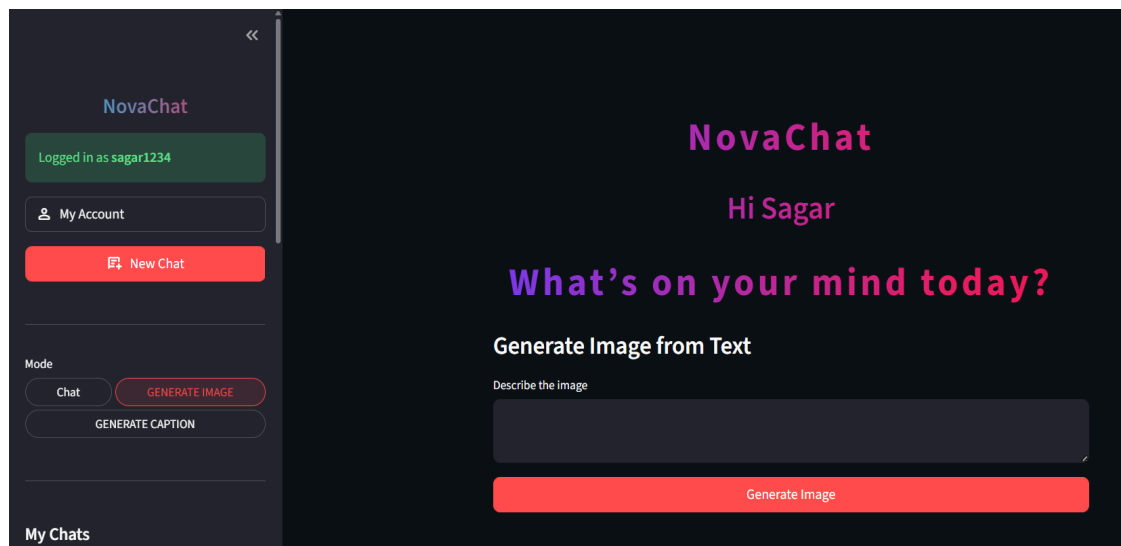 NovaChat
Logged in as sagar1234
My Account
New Chat
Mode
Chat
GENERATE IMAGE
GENERATE CAPTION
My Chats
NovaChat
Hi Sagar
What’s on your mind today?
Generate Image from Text
Describe the image
Generate Image